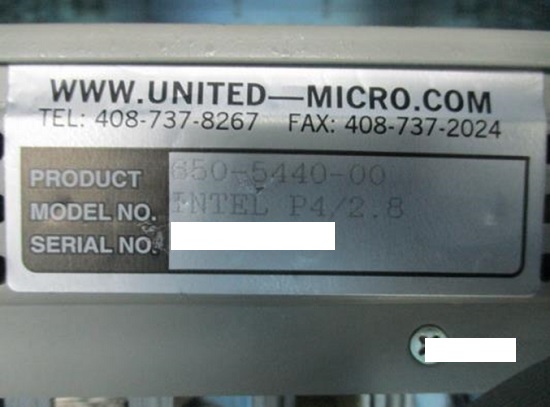 WWW.UNITED—MICRO.COM
TEL: 408-737-8267 FAX: 408-737-2024
PRODUCT 650-5440-00
MODEL NO. INTEL P4/2.8
SERIAL NO.